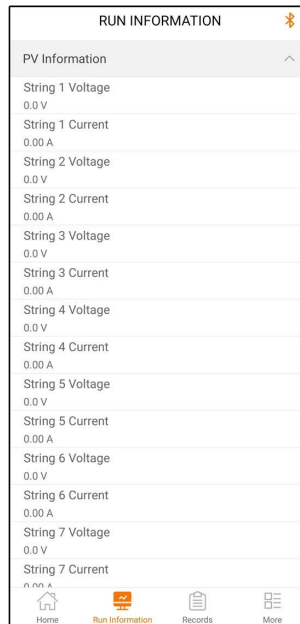 RUN INFORMATION
PV Information
String 1 Voltage
0.0 V
String 1 Current
0.00 A
String 2 Voltage
0.0 V
String 2 Current
0.00 A
String 3 Voltage
0.0 V
String 3 Current
0.00 A
String 4 Voltage
0.0 V
String 4 Current
0.00 A
String 5 Voltage
0.0 V
String 5 Current
0.00 A
String 6 Voltage
0.0 V
String 6 Current
0.00 A
String 7 Voltage
0.0 V
String 7 Current
0.00 A
Home Run Information Records More